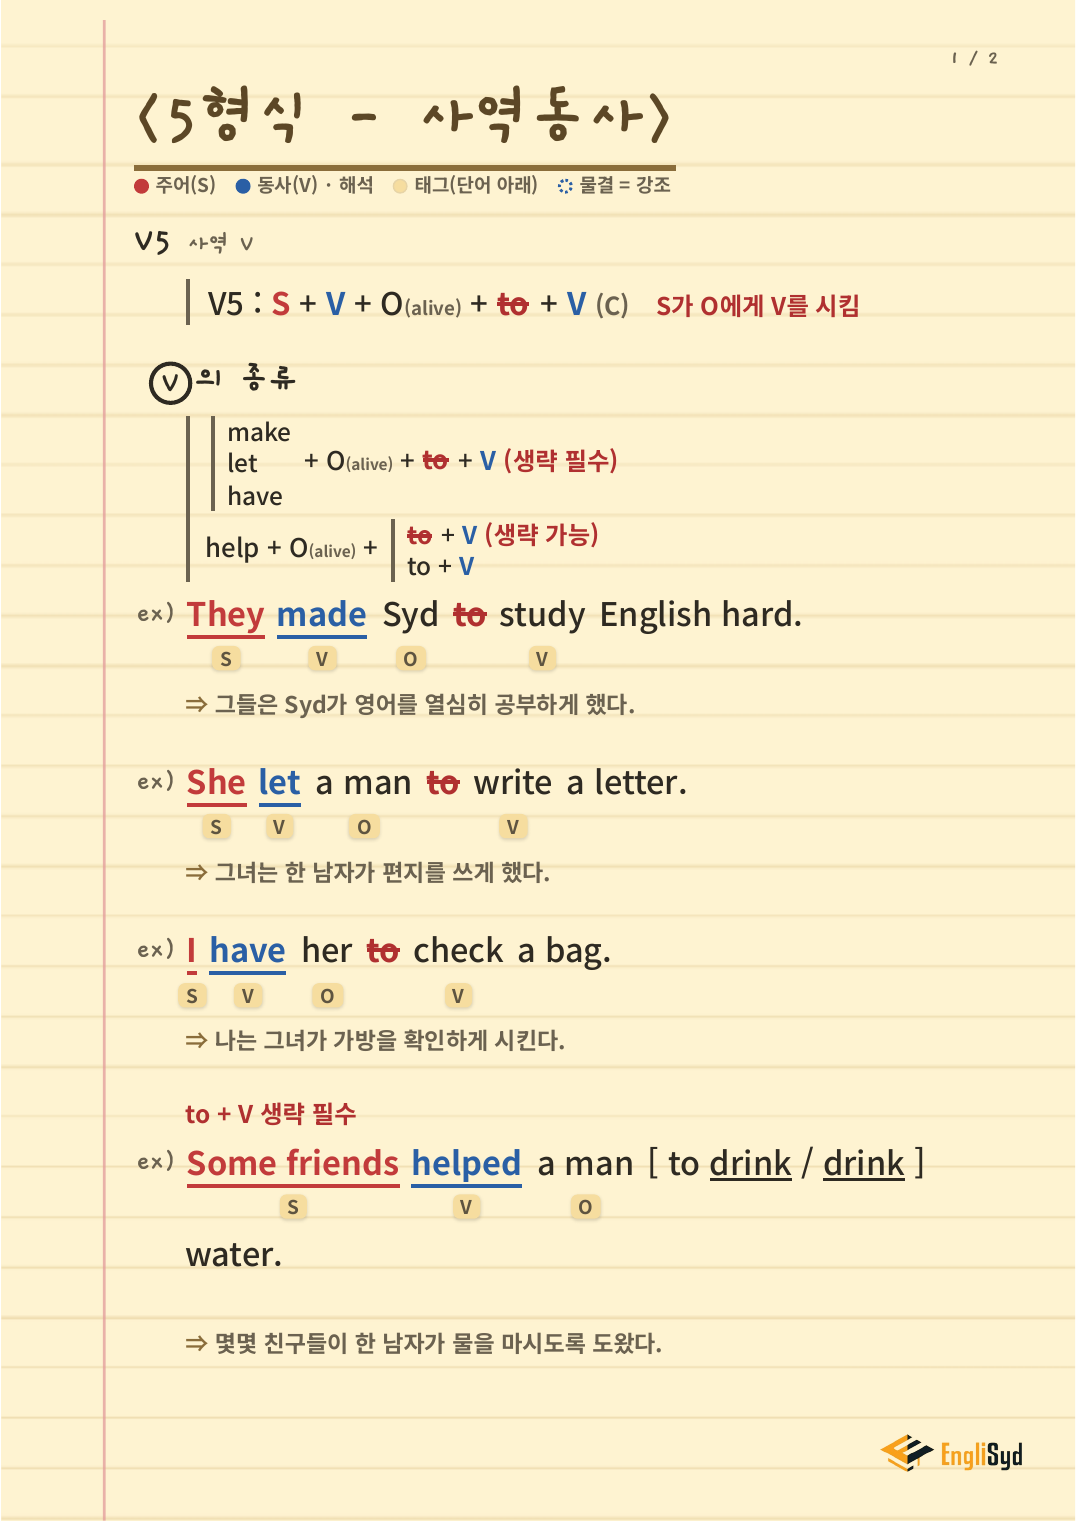 1 / 2
<5형식 - 사역동사>
주어(S) 동사(V) · 해석 태그(단어 아래) 물결 = 강조
V5 사역 V
V5 : S + V + O(alive) + to + V (C) S가 O에게 V를 시킴
V의 종류
make
let + O(alive) + to + V (생략 필수)
have
help + O(alive) + to + V (생략 가능)
to + V
ex) They made Syd to study English hard.
S V O V
⇒ 그들은 Syd가 영어를 열심히 공부하게 했다.
ex) She let a man to write a letter.
S V O V
⇒ 그녀는 한 남자가 편지를 쓰게 했다.
ex) I have her to check a bag.
S V O V
⇒ 나는 그녀가 가방을 확인하게 시킨다.
to + V 생략 필수
ex) Some friends helped a man [ to drink / drink ]
S V O
water.
⇒ 몇몇 친구들이 한 남자가 물을 마시도록 도왔다.
EngliSyd